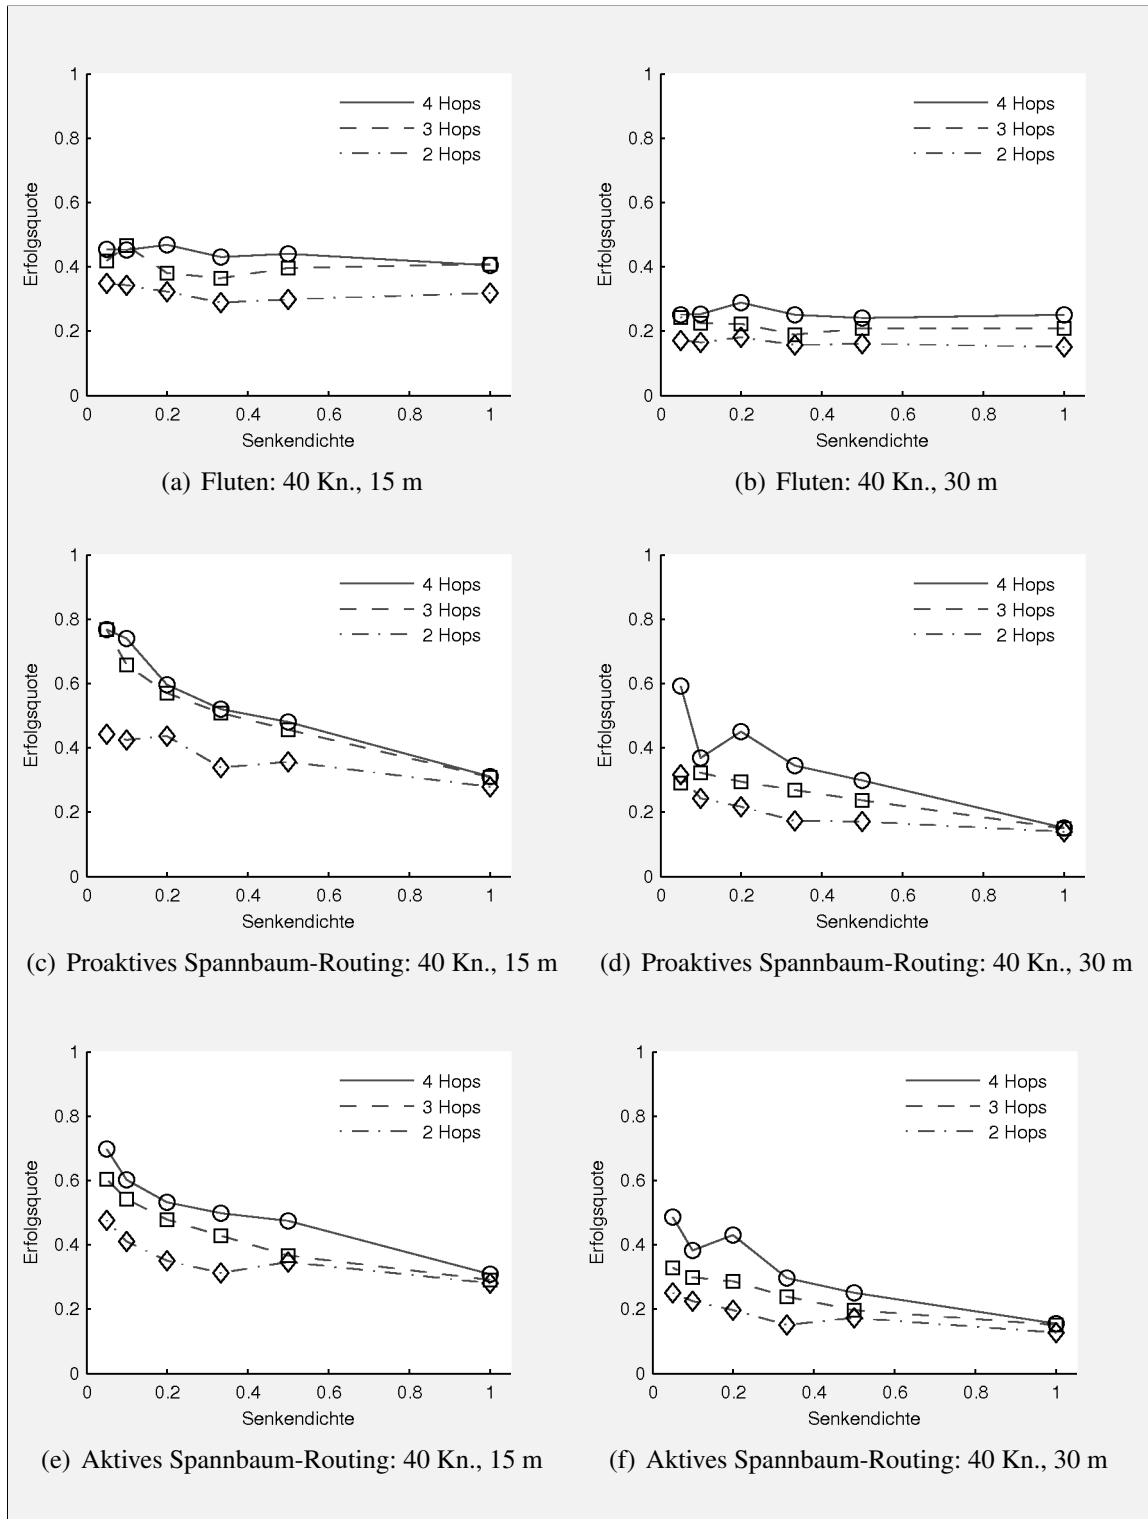 1
0.8
0.6
0.4
0.2
0
Erfolgsquote
4 Hops
3 Hops
2 Hops
0 0.2 0.4 0.6 0.8 1
Senkendichte
(a) Fluten: 40 Kn., 15 m
1
0.8
0.6
0.4
0.2
0
Erfolgsquote
4 Hops
3 Hops
2 Hops
0 0.2 0.4 0.6 0.8 1
Senkendichte
(b) Fluten: 40 Kn., 30 m
1
0.8
0.6
0.4
0.2
0
Erfolgsquote
4 Hops
3 Hops
2 Hops
0 0.2 0.4 0.6 0.8 1
Senkendichte
(c) Proaktives Spannbaum-Routing: 40 Kn., 15 m
1
0.8
0.6
0.4
0.2
0
Erfolgsquote
4 Hops
3 Hops
2 Hops
0 0.2 0.4 0.6 0.8 1
Senkendichte
(d) Proaktives Spannbaum-Routing: 40 Kn., 30 m
1
0.8
0.6
0.4
0.2
0
Erfolgsquote
4 Hops
3 Hops
2 Hops
0 0.2 0.4 0.6 0.8 1
Senkendichte
(e) Aktives Spannbaum-Routing: 40 Kn., 15 m
1
0.8
0.6
0.4
0.2
0
Erfolgsquote
4 Hops
3 Hops
2 Hops
0 0.2 0.4 0.6 0.8 1
Senkendichte
(f) Aktives Spannbaum-Routing: 40 Kn., 30 m